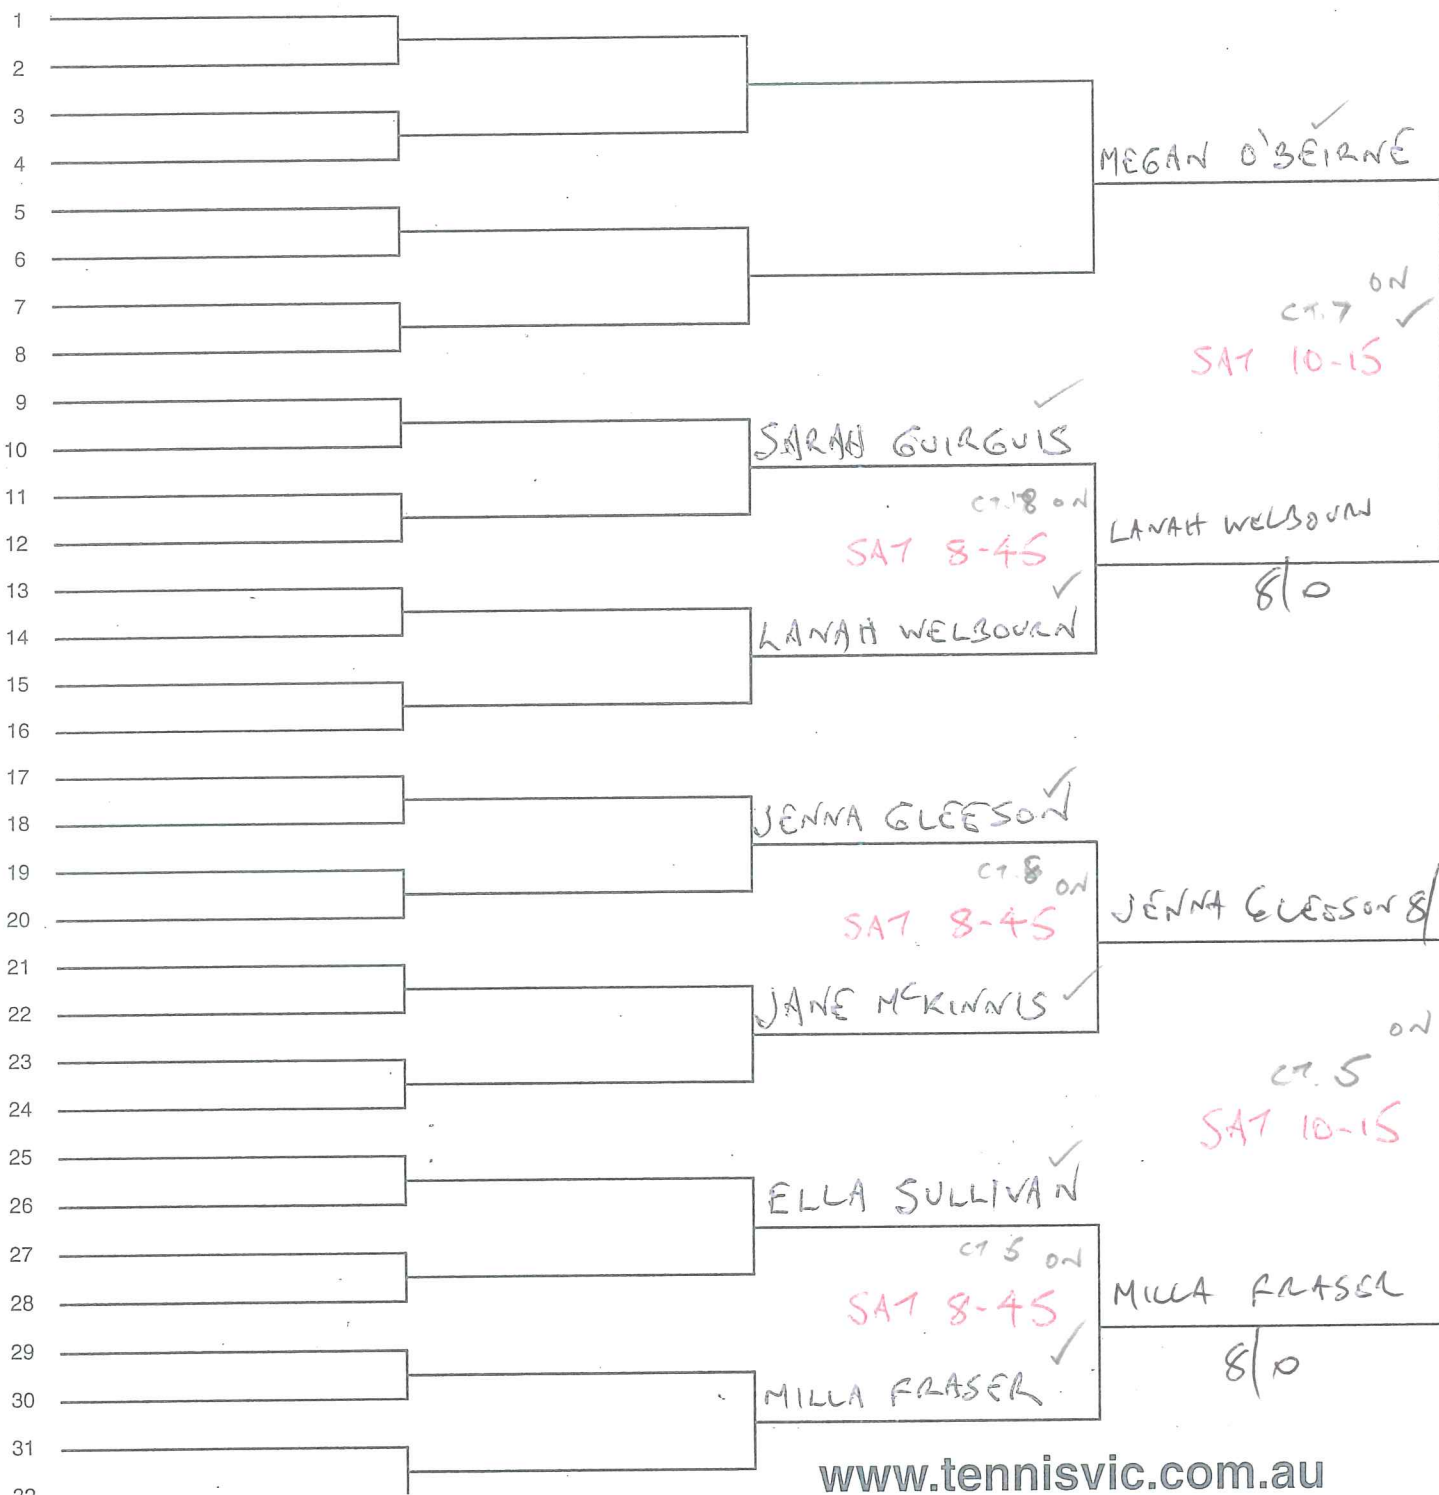 1
2
3
4
MEGAN O'BEIRNE
5
6
7
ON
CT.7
8
SAT 10-15
9
10
SARAH GUIRGUIS
11
CT.18 ON
12
LANAH WELBOURN
SAT 8-45
13
8/0
14
LANAH WELBOURN
15
16
17
18
JENNA GLEESON
19
CT.8 ON
20
JENNA GLEESON 8/
SAT 8-45
21
22
JANE McKINNIS
23
ON
CT. 5
24
SAT 10-15
25
26
ELLA SULLIVAN
27
CT 5 ON
28
MILLA FRASER
SAT 8-45
29
8/0
30
MILLA FRASER
31
www.tennisvic.com.au